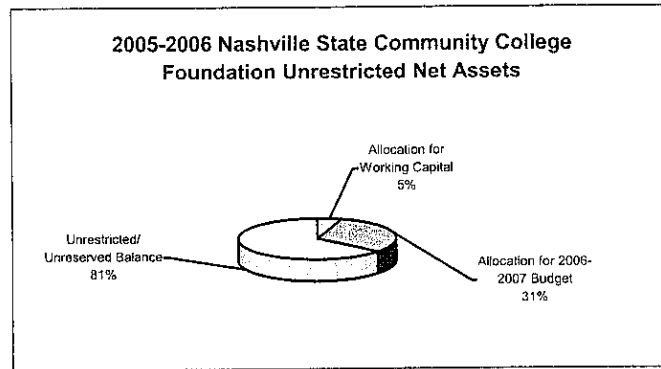 2005-2006 Nashville State Community College
Foundation Unrestricted Net Assets
Allocation for
Working Capital
5%
Unrestricted/
Unreserved Balance
81%
Allocation for 2006-
2007 Budget
31%